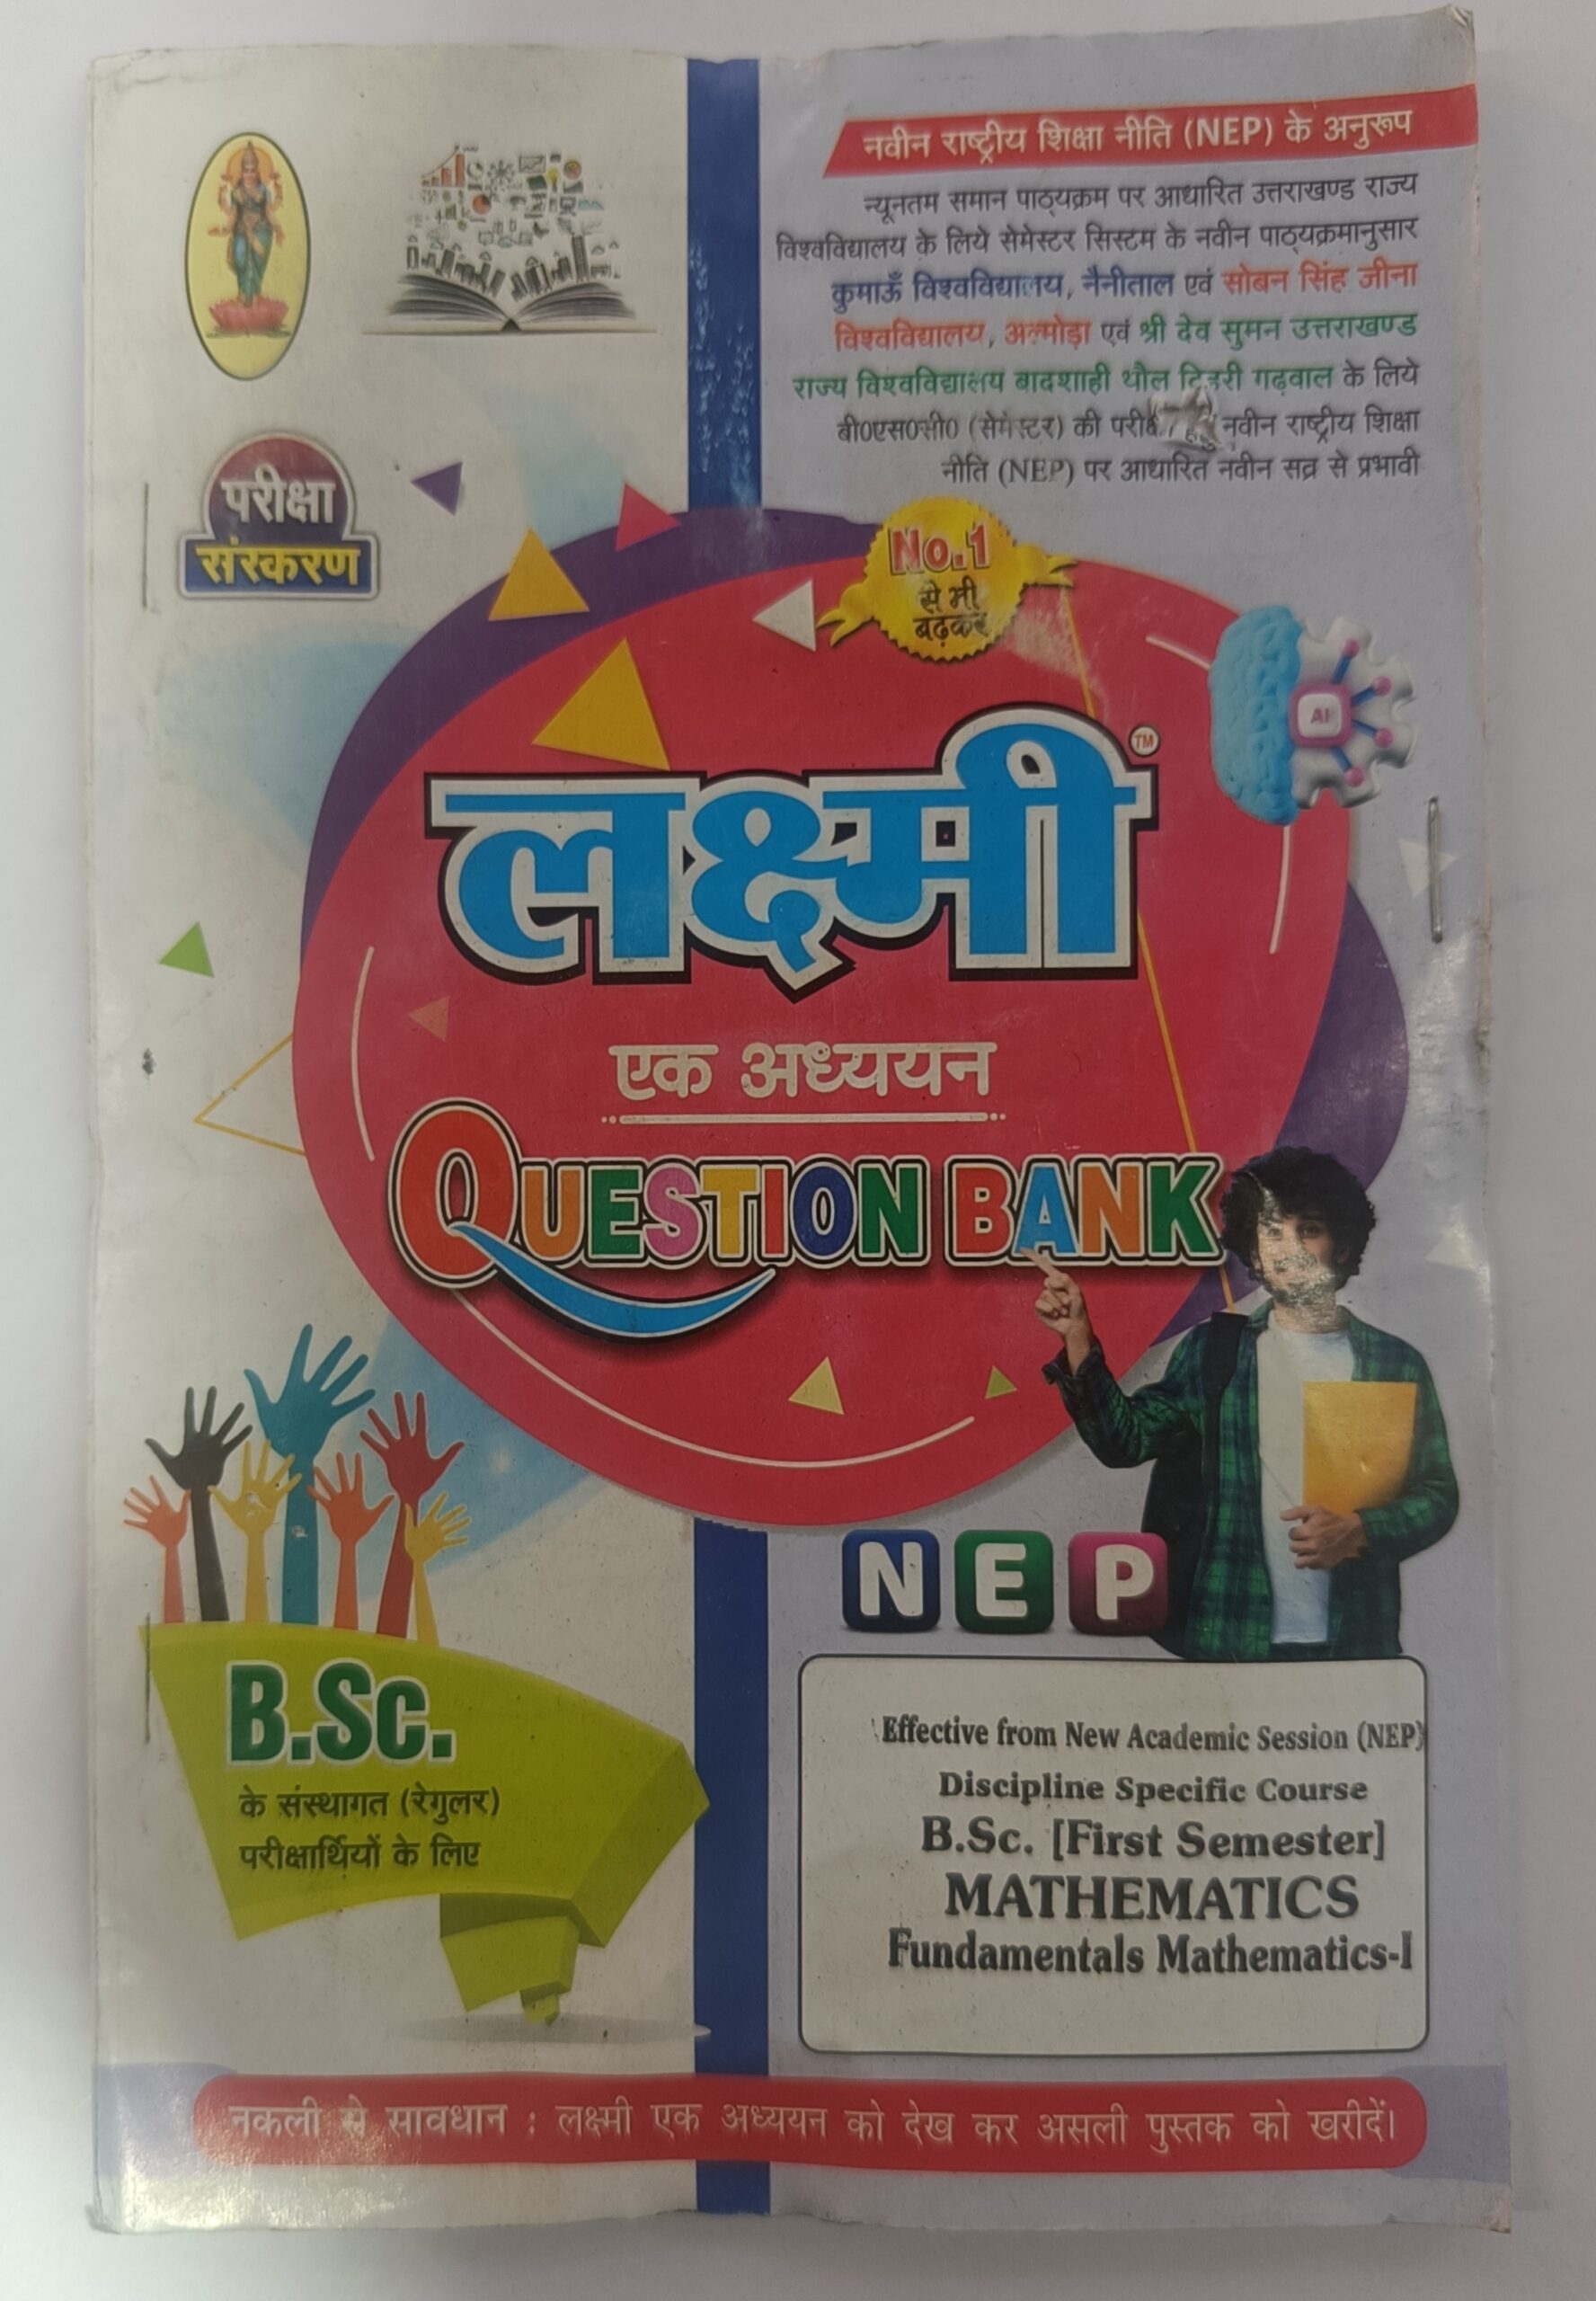 नवीन राष्ट्रीय शिक्षा नीति (NEP) के अनुरूप
न्यूनतम समान पाठ्यक्रम पर आधारित उत्तराखण्ड राज्य
विश्वविद्यालय के लिये सेमेस्टर सिस्टम के नवीन पाठ्यक्रमानुसार
कुमाऊँ विश्वविद्यालय, नैनीताल एवं सोबन सिंह जीना
विश्वविद्यालय, अल्मोड़ा एवं श्री देव सुमन उत्तराखण्ड
राज्य विश्वविद्यालय बादशाही थौल टिहरी गढ़वाल के लिये
बी०एस०सी० (सेमेस्टर) की नवीन राष्ट्रीय शिक्षा
नीति (NEP) पर आधारित नवीन सत्र से प्रभावी
परीक्षा
संस्करण
No.1
से भी
बढ़कर
AI
लक्ष्मी TM
एक अध्ययन
QUESTION BANK
NEP
B.Sc.
के संस्थागत (रेगुलर)
परीक्षार्थियों के लिए
Effective from New Academic Session (NEP)
Discipline Specific Course
B.Sc. [First Semester]
MATHEMATICS
Fundamentals Mathematics-I
नकली से सावधान : लक्ष्मी एक अध्ययन को देख कर असली पुस्तक को खरीदें।